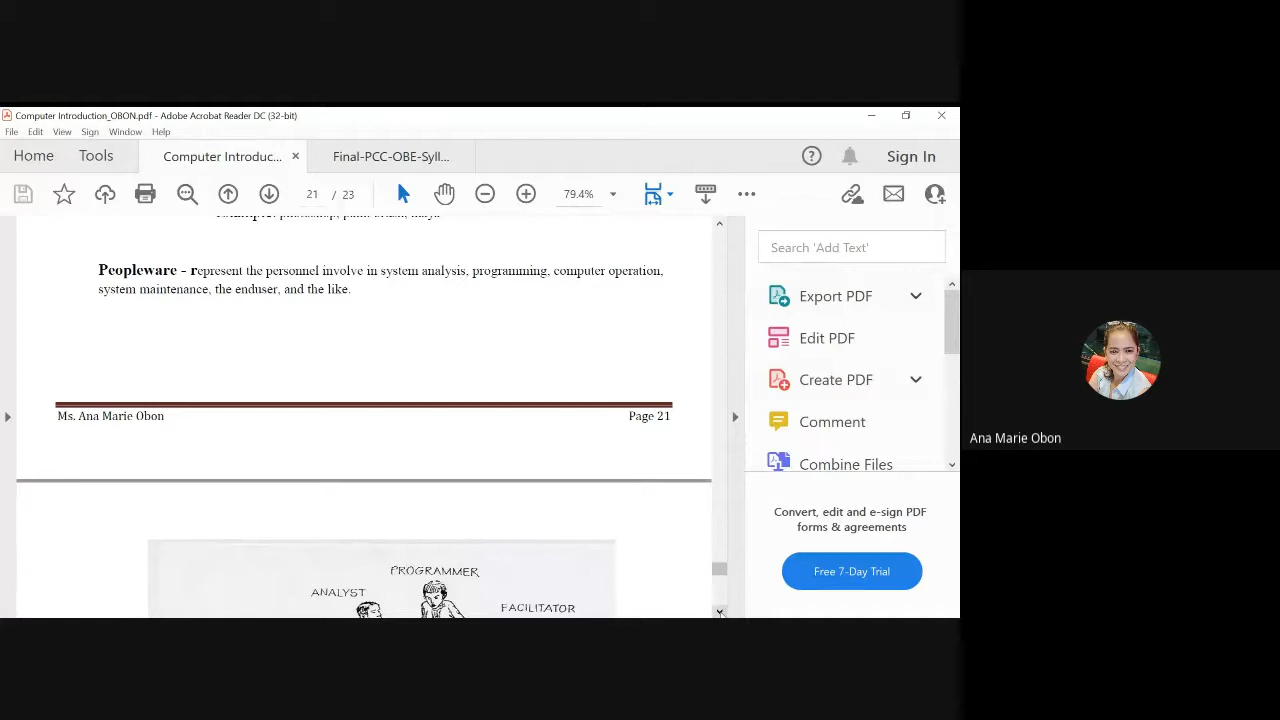 Computer Introduction_OBON.pdf - Adobe Acrobat Reader DC (32-bit)
File Edit View Sign Window Help
Home Tools Computer Introduc... × Final-PCC-OBE-Syll... Sign In
21 / 23 79.4%
Search 'Add Text'
Peopleware - represent the personnel involve in system analysis, programming, computer operation,
system maintenance, the enduser, and the like.
Export PDF
Edit PDF
Create PDF
Comment
Combine Files
Ms. Ana Marie Obon Page 21
Ana Marie Obon
Convert, edit and e-sign PDF
forms & agreements
Free 7-Day Trial
PROGRAMMER
ANALYST
FACILITATOR